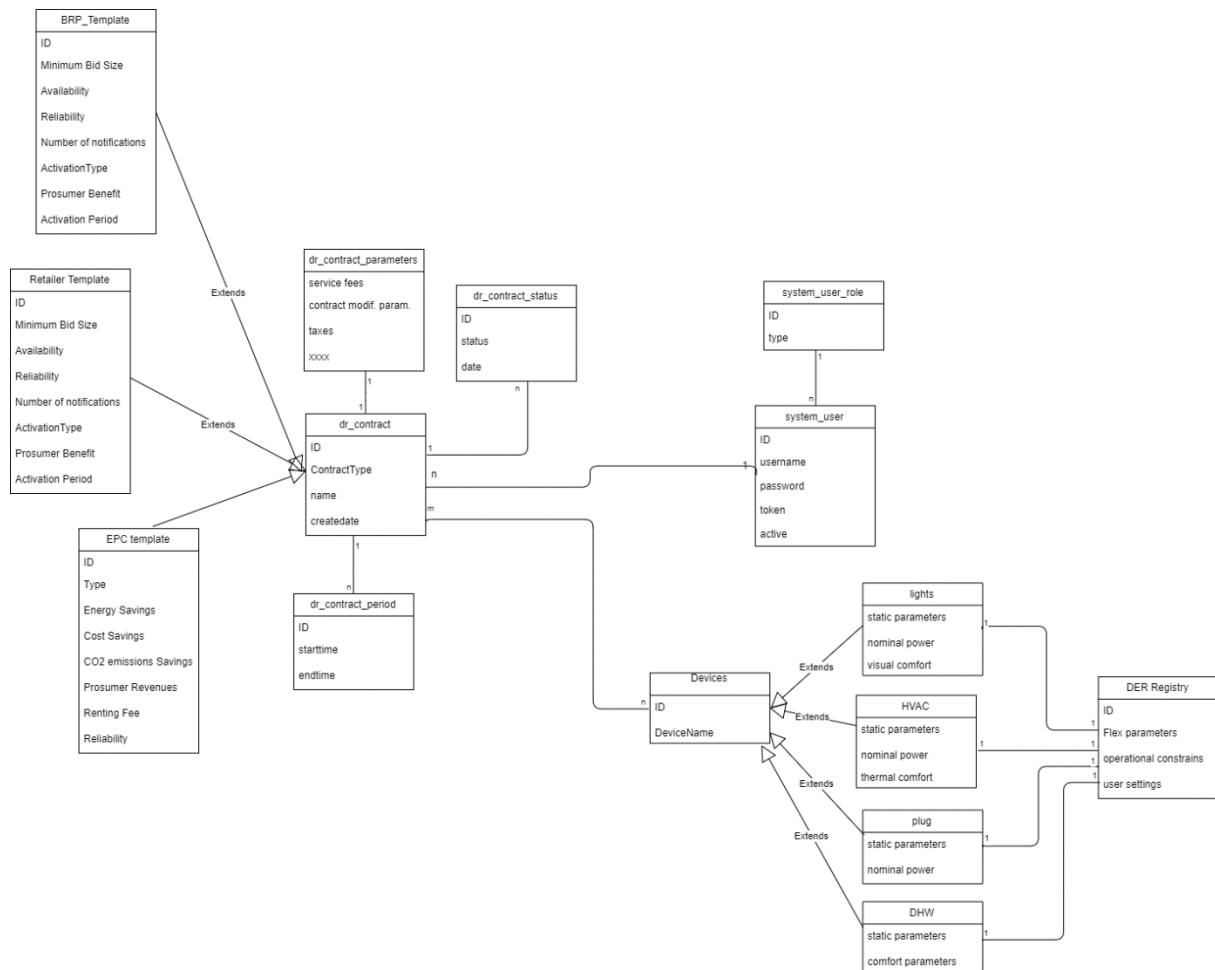 BRP_Template
ID
Minimum Bid Size
Availability
Reliability
Number of notifications
ActivationType
Prosumer Benefit
Activation Period
Retailer Template
ID
Minimum Bid Size
Availability
Reliability
Number of notifications
ActivationType
Prosumer Benefit
Activation Period
EPC template
ID
Type
Energy Savings
Cost Savings
CO2 emissions Savings
Prosumer Revenues
Renting Fee
Reliability
Extends
Extends
dr_contract_parameters
service fees
contract modif. param.
taxes
xxxx
1
1
dr_contract_status
ID
status
date
n
1
dr_contract
ID
ContractType
name
createdate
n
m
1
n
dr_contract_period
ID
starttime
endtime
system_user_role
ID
type
1
n
system_user
ID
username
password
token
active
1
n
Devices
ID
DeviceName
Extends
Extends
Extends
Extends
lights
static parameters
nominal power
visual comfort
1
HVAC
static parameters
nominal power
thermal comfort
1
plug
static parameters
nominal power
1
DHW
static parameters
comfort parameters
1
1
1
1
1
DER Registry
ID
Flex parameters
operational constrains
user settings